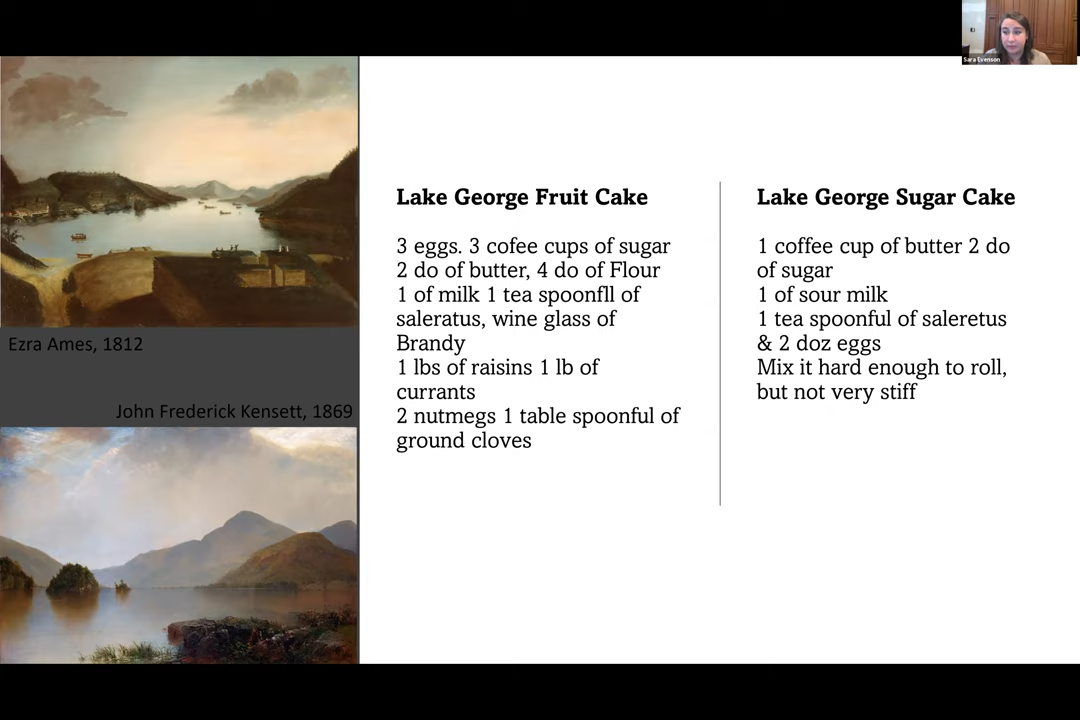 Sara Evenson
Ezra Ames, 1812
John Frederick Kensett, 1869
Lake George Fruit Cake
3 eggs. 3 cofee cups of sugar
2 do of butter, 4 do of Flour
1 of milk 1 tea spoonfll of
saleratus, wine glass of
Brandy
1 lbs of raisins 1 lb of
currants
2 nutmegs 1 table spoonful of
ground cloves
Lake George Sugar Cake
1 coffee cup of butter 2 do
of sugar
1 of sour milk
1 tea spoonful of saleretus
& 2 doz eggs
Mix it hard enough to roll,
but not very stiff